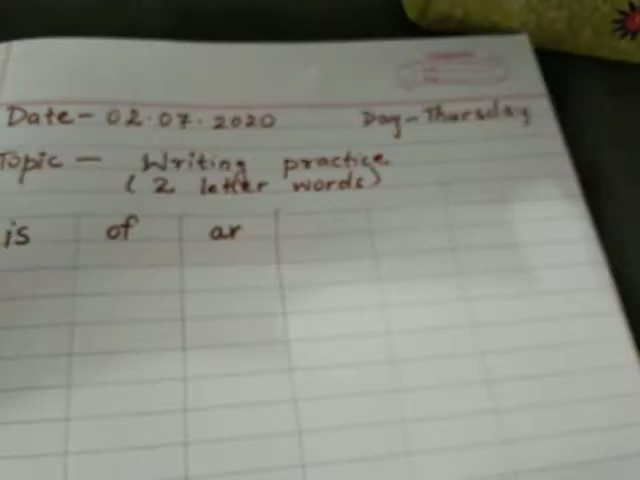 Date- 02.07.2020 Day-Thursday
Topic - Writing practice
(2 letter words)
is of ar